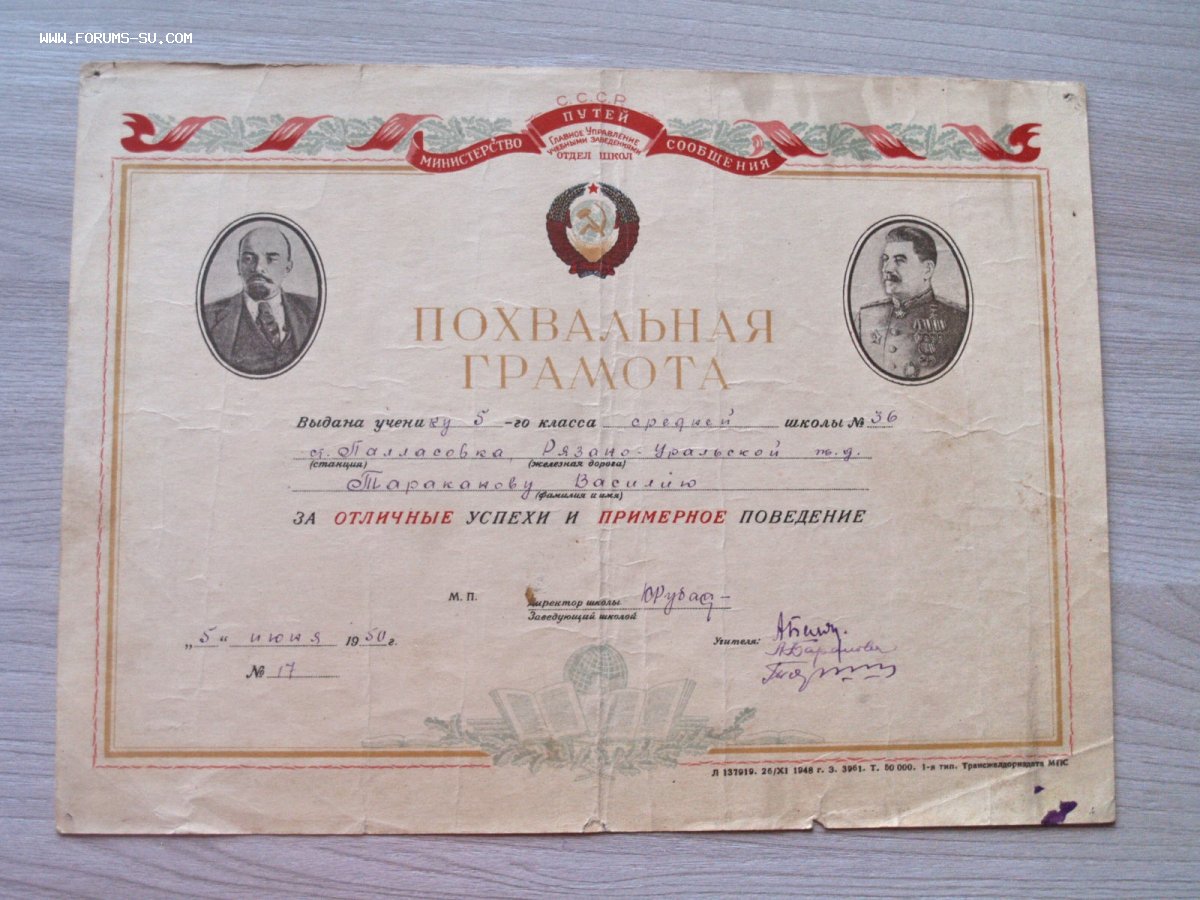 WWW.FORUMS-SU.COM
СССР
МИНИСТЕРСТВО ПУТЕЙ СООБЩЕНИЯ
ГЛАВНОЕ УПРАВЛЕНИЕ
УЧЕБНЫМИ ЗАВЕДЕНИЯМИ
ОТДЕЛ ШКОЛ
ПОХВАЛЬНАЯ
ГРАМОТА
Выдана ученику 5-го класса средней школы № 36
ст. Палласовка, Рязано-Уральской ж.д.
(станция) (железная дорога)
Тараканову Василию
(фамилия и имя)
ЗА ОТЛИЧНЫЕ УСПЕХИ И ПРИМЕРНОЕ ПОВЕДЕНИЕ
М. П. Директор школы
Заведующий школой
„5“ июня 1950 г. Учителя:
№ 17
Л 137919. 26/XI 1948 г. З. 3961. Т. 50 000. 1-я тип. Трансжелдориздата МПС